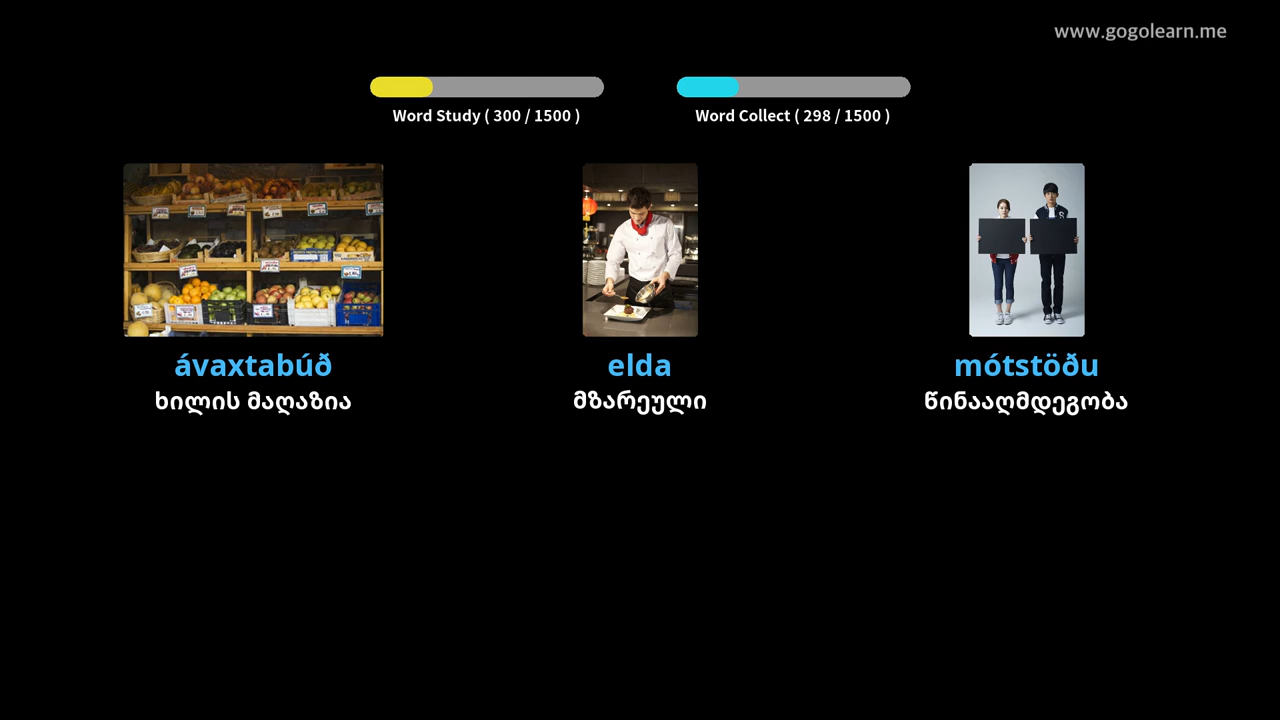 www.gogolearn.me
Word Study ( 300 / 1500 )
Word Collect ( 298 / 1500 )
ávaxtabúð
ხილის მაღაზია
elda
მზარეული
mótstöðu
წინააღმდეგობა